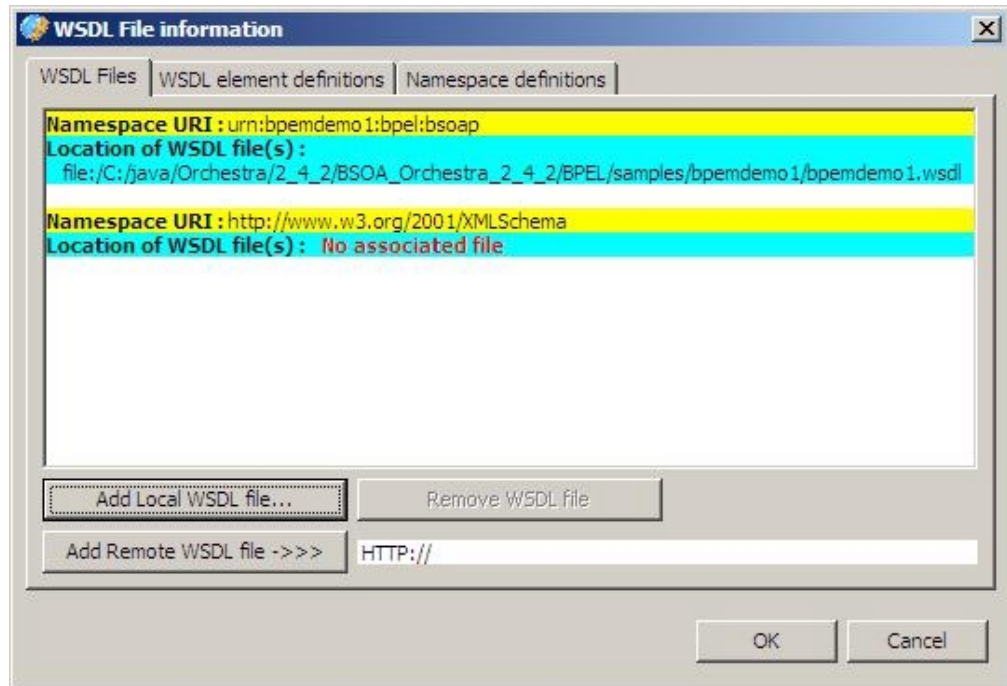 WSDL File information
WSDL Files
WSDL element definitions
Namespace definitions
Namespace URI : urn:bpemdemo1:bpel:bsoap
Location of WSDL file(s) :
file:/C:/java/Orchestra/2_4_2/BSOA_Orchestra_2_4_2/BPEL/samples/bpemdemo1/bpemdemo1.wsdl
Namespace URI : http://www.w3.org/2001/XMLSchema
Location of WSDL file(s) : No associated file
Add Local WSDL file...
Remove WSDL file
Add Remote WSDL file ->>>
HTTP://
OK
Cancel